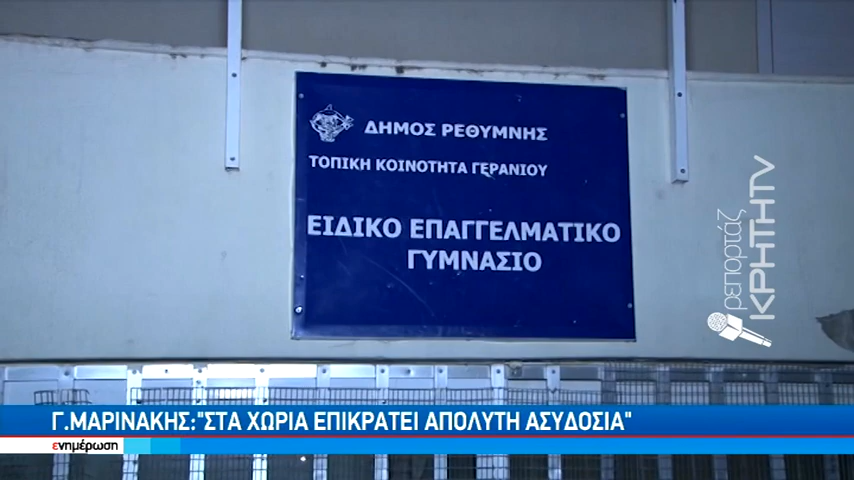 ΔΗΜΟΣ ΡΕΘΥΜΝΗΣ
ΤΟΠΙΚΗ ΚΟΙΝΟΤΗΤΑ ΓΕΡΑΝΙΟΥ
ΕΙΔΙΚΟ ΕΠΑΓΓΕΛΜΑΤΙΚΟ
ΓΥΜΝΑΣΙΟ
ρεπορτάζ
ΚΡΗΤΗTV
Γ.ΜΑΡΙΝΑΚΗΣ:"ΣΤΑ ΧΩΡΙΑ ΕΠΙΚΡΑΤΕΙ ΑΠΟΛΥΤΗ ΑΣΥΔΟΣΙΑ"
ενημέρωση